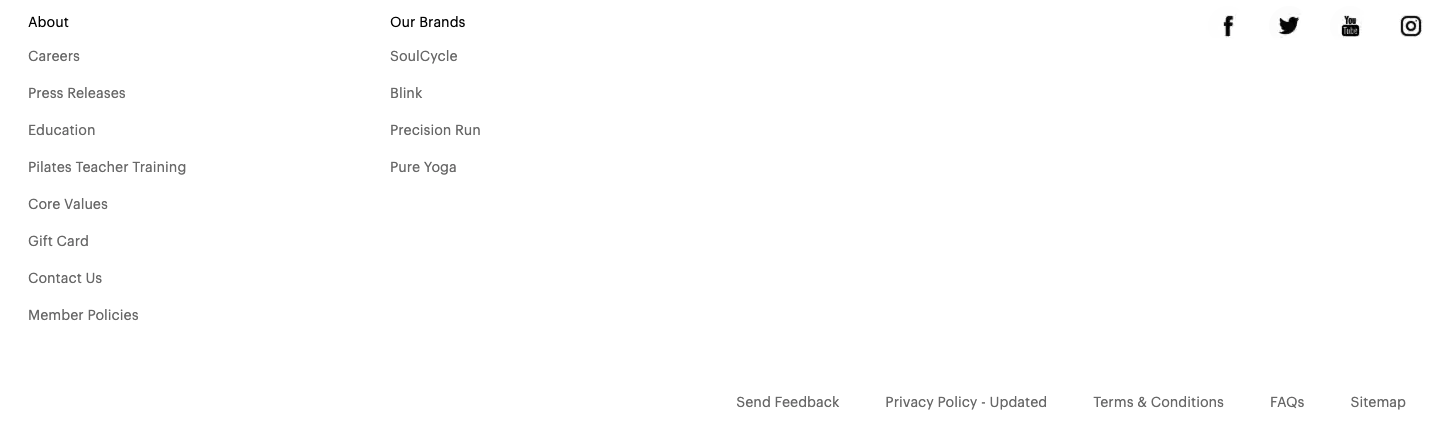 About
Careers
Press Releases
Education
Pilates Teacher Training
Core Values
Gift Card
Contact Us
Member Policies
Our Brands
SoulCycle
Blink
Precision Run
Pure Yoga
You Tube
Send Feedback
Privacy Policy - Updated
Terms & Conditions
FAQs
Sitemap